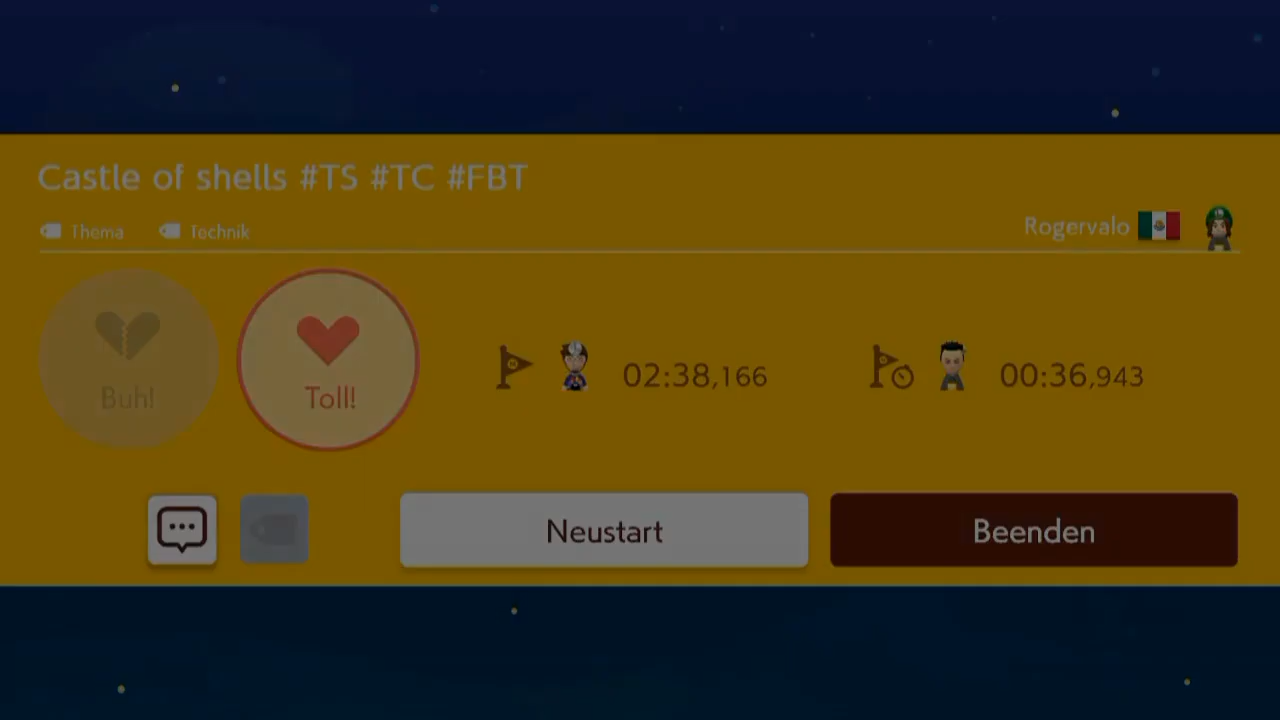 Castle of shells #TS #TC #FBT
Thema Technik
Rogervalo
Buh! Toll! 02:38,166 00:36,943
Neustart Beenden